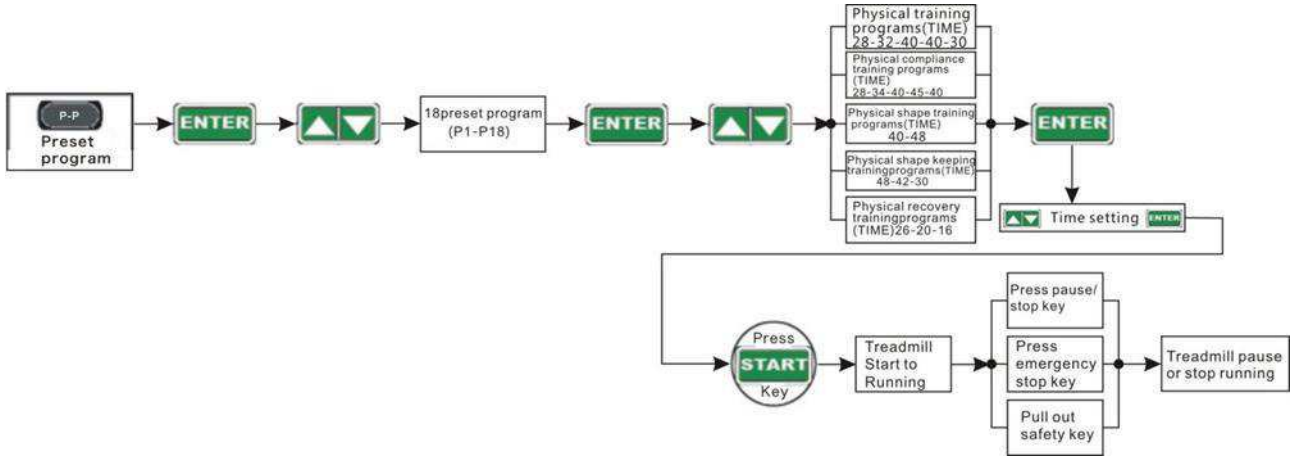 P-P
Preset
program
ENTER
18preset program
(P1-P18)
ENTER
Physical training
programs(TIME)
28-32-40-40-30
Physical compliance
training programs
(TIME)
28-34-40-45-40
Physical shape training
programs(TIME)
40-48
Physical shape keeping
trainingprograms(TIME)
48-42-30
Physical recovery
trainingprograms
(TIME)26-20-16
ENTER
Time setting ENTER
Press
START
Key
Treadmill
Start to
Running
Press pause/
stop key
Press
emergency
stop key
Pull out
safety key
Treadmill pause
or stop running